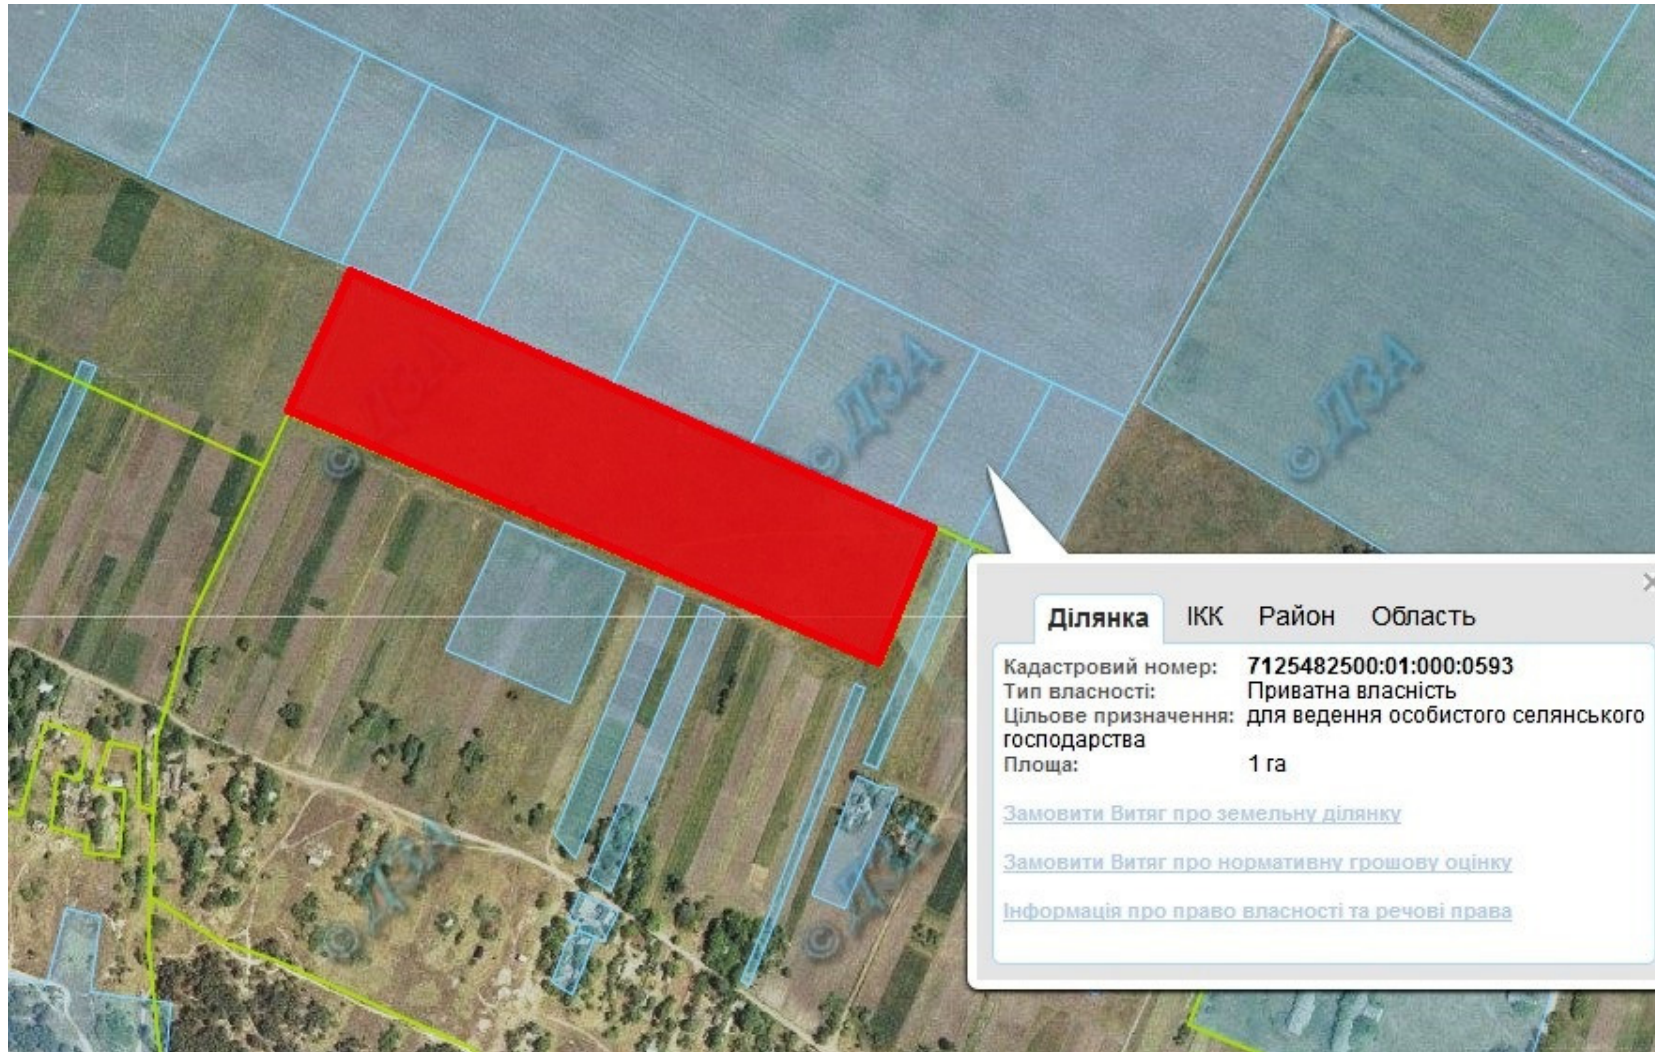 © ДЗА
© ДЗА
© ДЗА
Ділянка ІКК Район Область
Кадастровий номер: 7125482500:01:000:0593
Тип власності: Приватна власність
Цільове призначення: для ведення особистого селянського
господарства
Площа: 1 га
Замовити Витяг про земельну ділянку
Замовити Витяг про нормативну грошову оцінку
Інформація про право власності та речові права
© ДЗА
© ДЗА